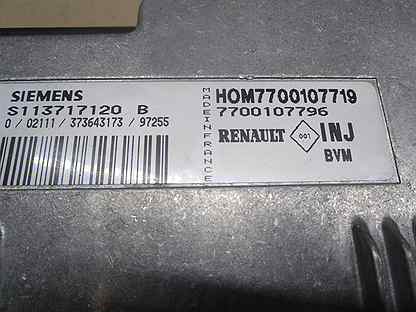 SIEMENS
S113717120 B
0 / 02111 / 373643173 / 97255
MADE IN FRANCE
HOM7700107719
7700107796
RENAULT 001 INJ
BVM